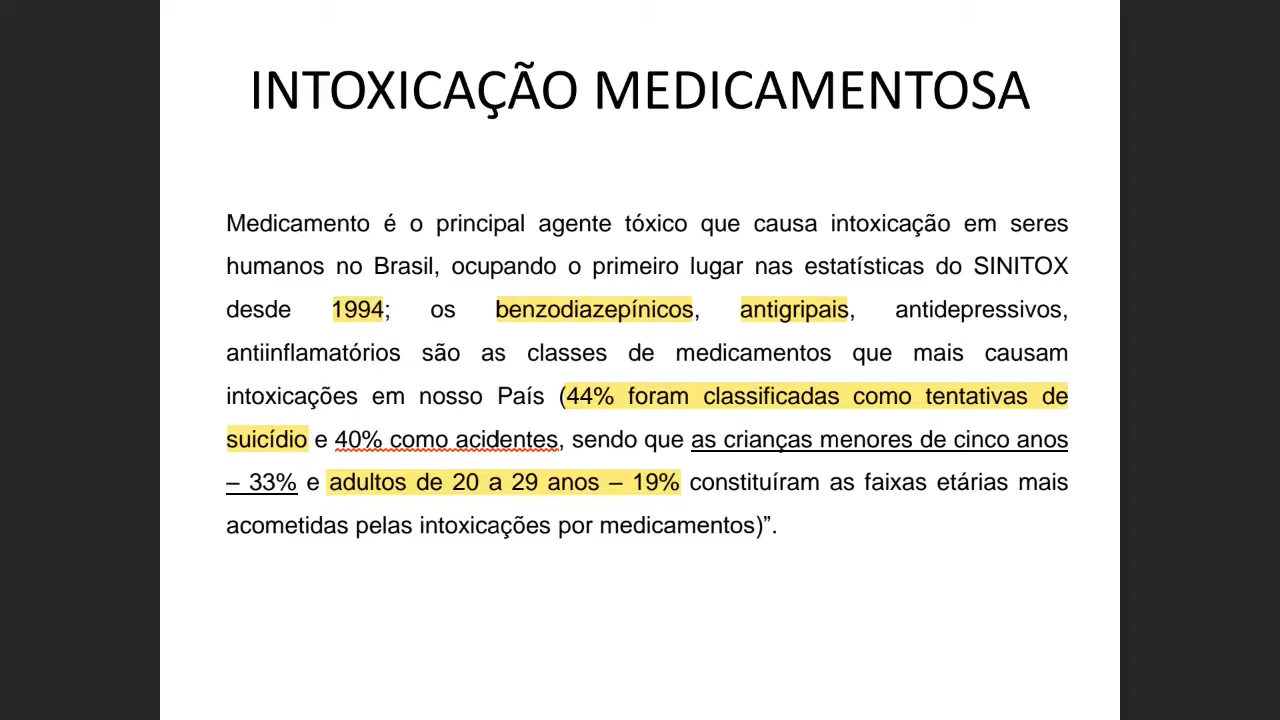 INTOXICAÇÃO MEDICAMENTOSA
Medicamento é o principal agente tóxico que causa intoxicação em seres
humanos no Brasil, ocupando o primeiro lugar nas estatísticas do SINITOX
desde 1994; os benzodiazepínicos, antigripais, antidepressivos,
antiinflamatórios são as classes de medicamentos que mais causam
intoxicações em nosso País (44% foram classificadas como tentativas de
suicídio e 40% como acidentes, sendo que as crianças menores de cinco anos
– 33% e adultos de 20 a 29 anos – 19% constituíram as faixas etárias mais
acometidas pelas intoxicações por medicamentos)”.